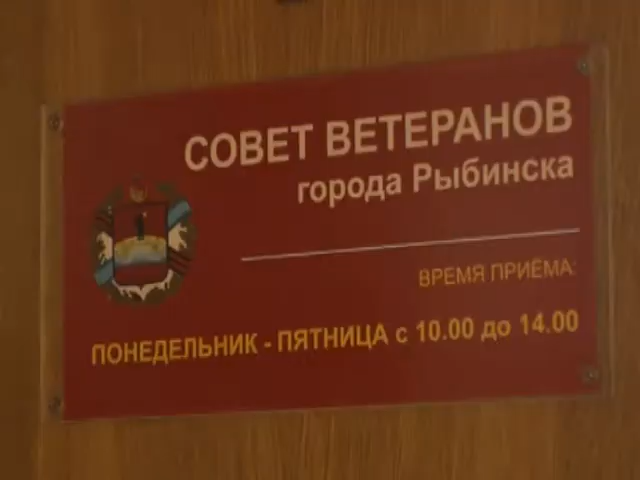 СОВЕТ ВЕТЕРАНОВ
города Рыбинска
ВРЕМЯ ПРИЁМА:
ПОНЕДЕЛЬНИК - ПЯТНИЦА с 10.00 до 14.00